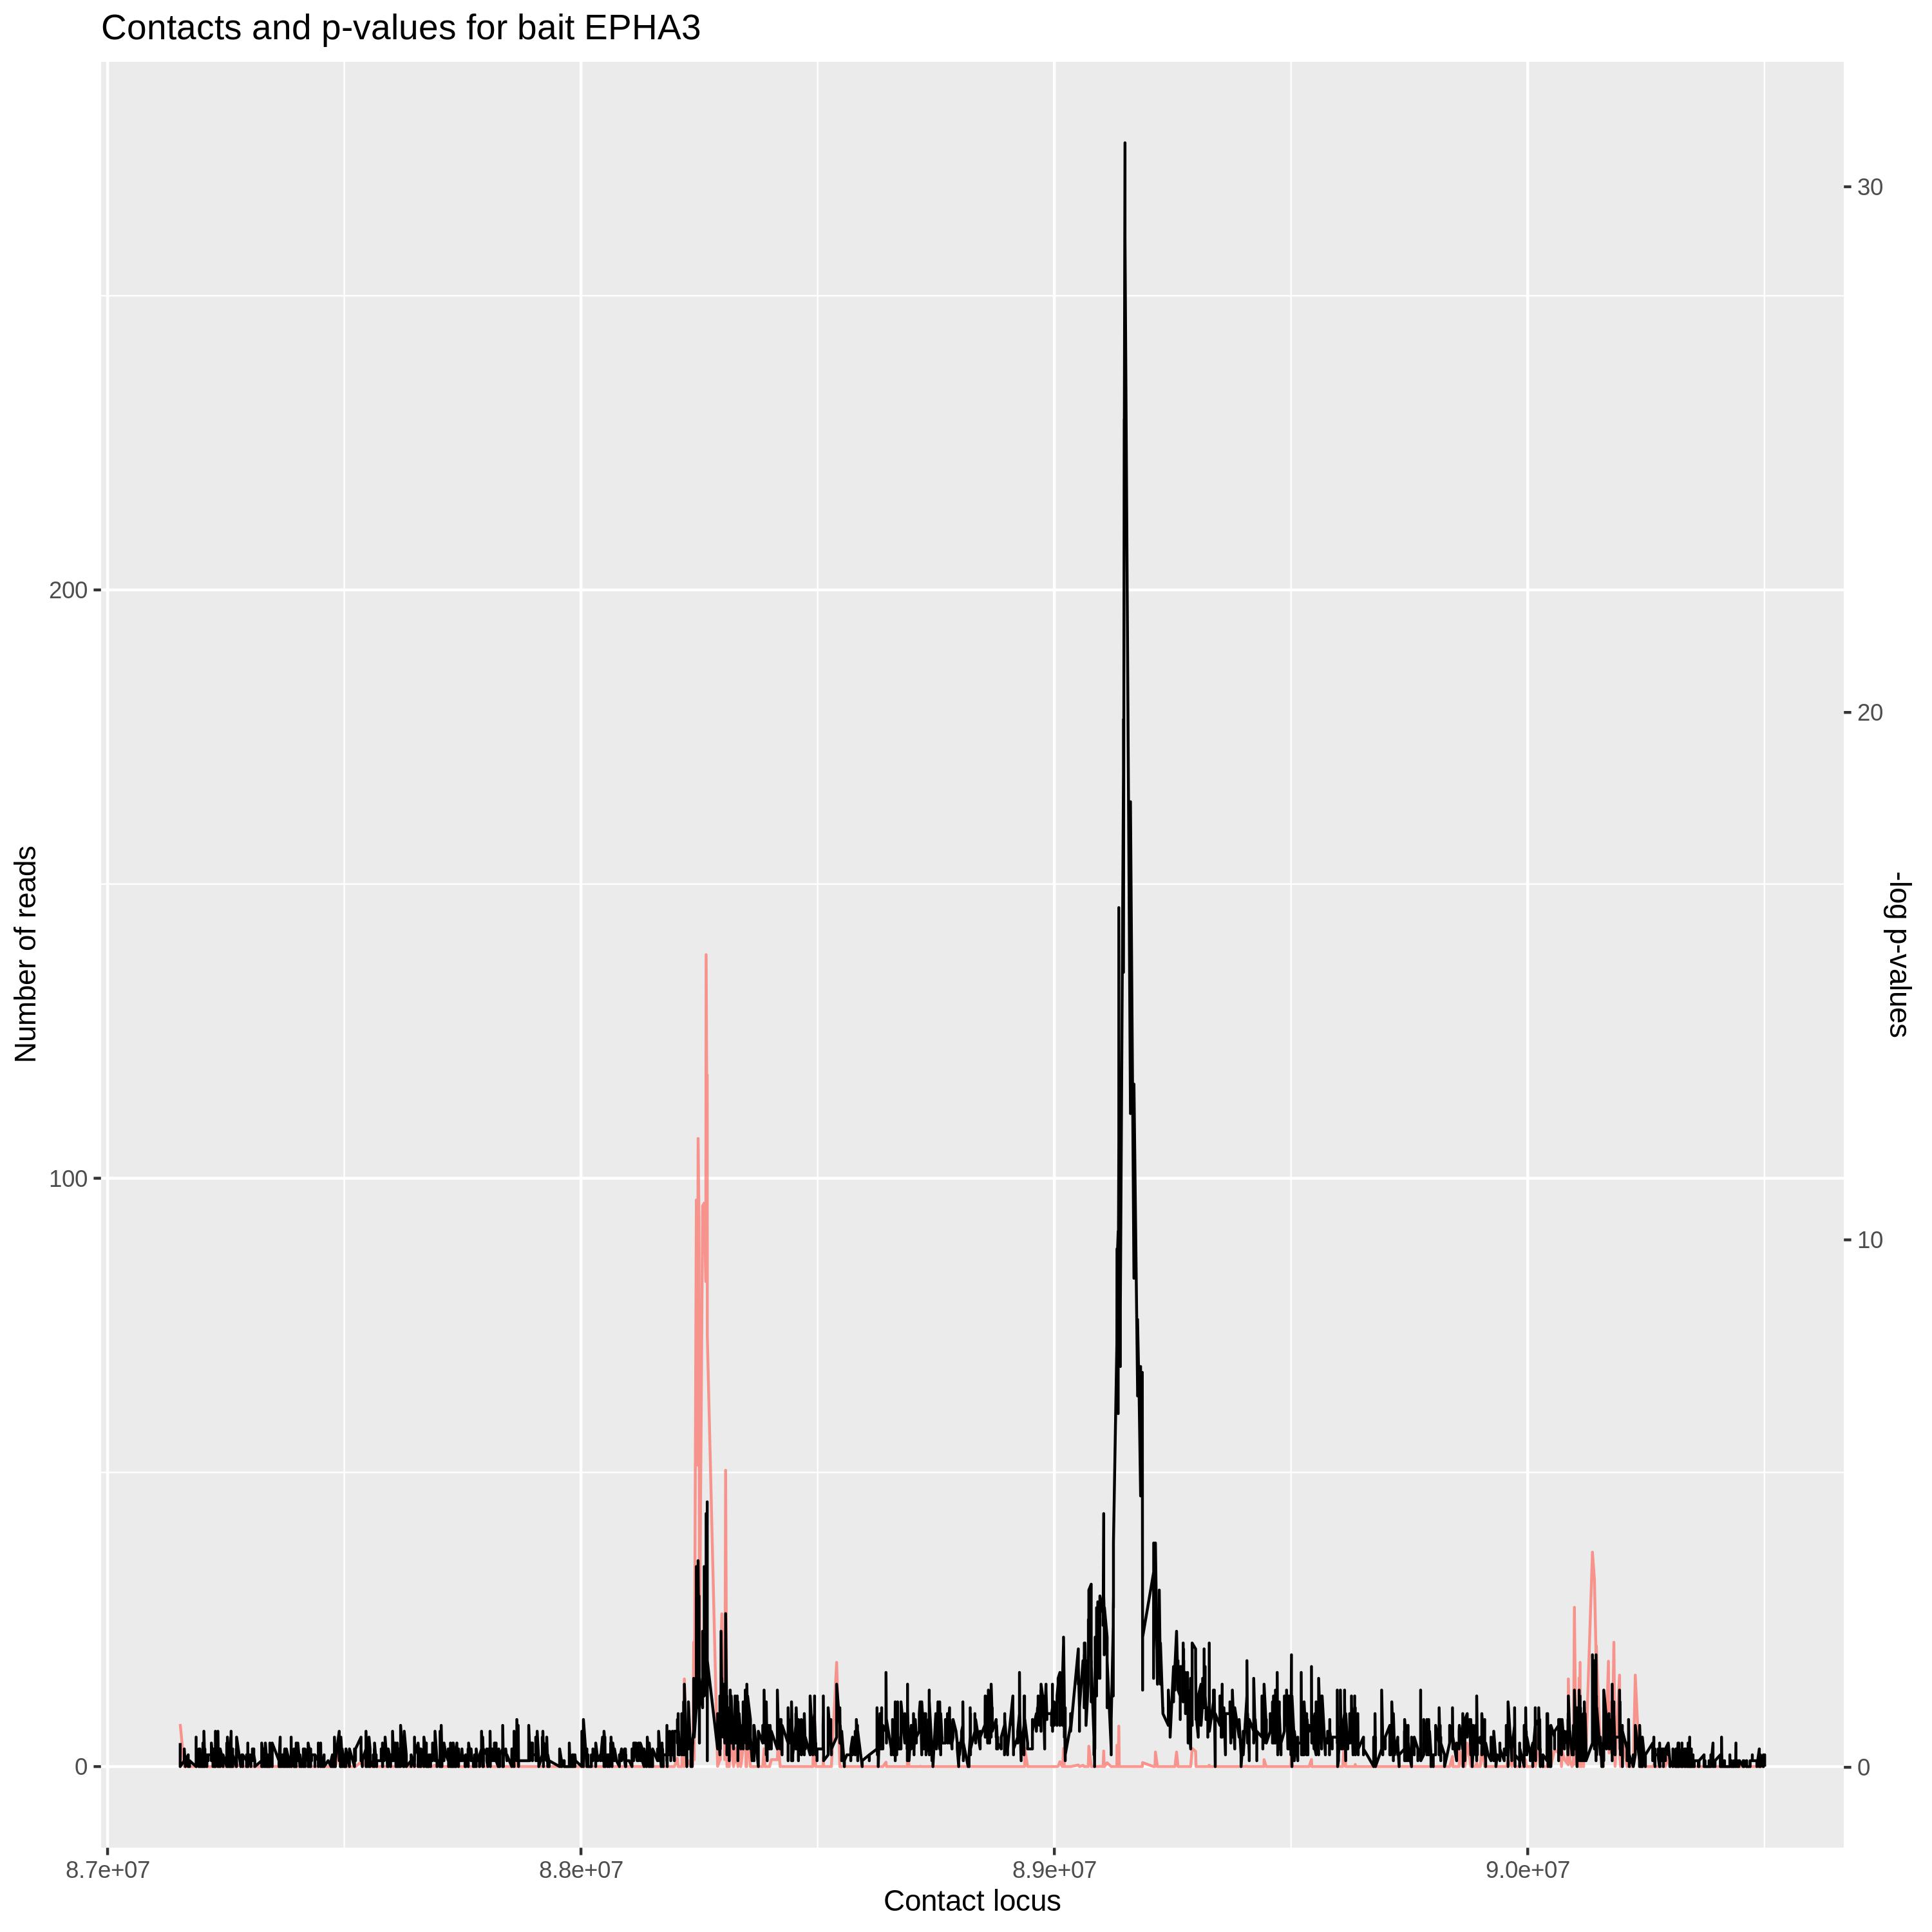 Contacts and p-values for bait EPHA3
30
200
20
Number of reads
-log p-values
100
10
0
0
8.7e+07
8.8e+07
8.9e+07
9.0e+07
Contact locus